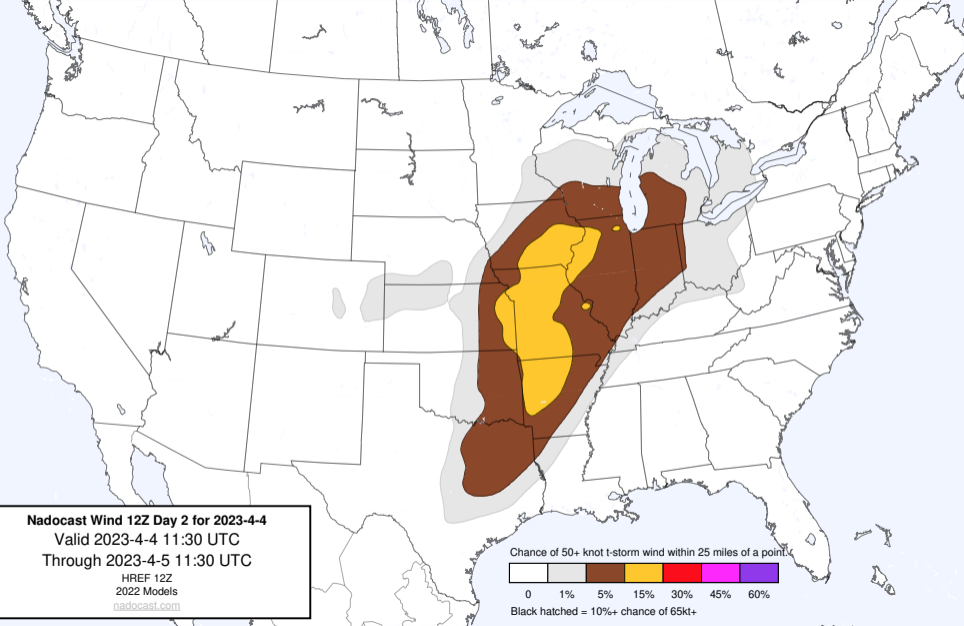 Nadocast Wind 12Z Day 2 for 2023-4-4
Valid 2023-4-4 11:30 UTC
Through 2023-4-5 11:30 UTC
HREF 12Z
2022 Models
nadocast.com
Chance of 50+ knot t-storm wind within 25 miles of a point.
0 1% 5% 15% 30% 45% 60%
Black hatched = 10%+ chance of 65kt+